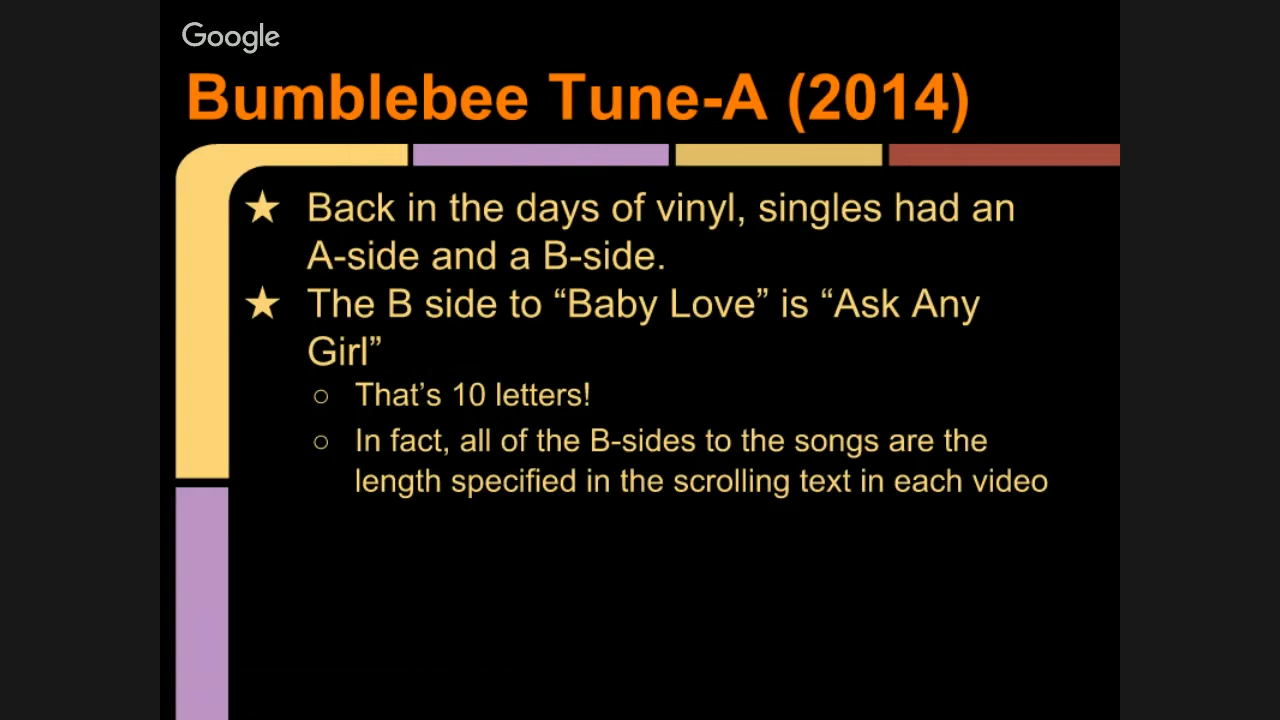 Google
Bumblebee Tune-A (2014)
★ Back in the days of vinyl, singles had an
A-side and a B-side.
★ The B side to “Baby Love” is “Ask Any
Girl”
○ That’s 10 letters!
○ In fact, all of the B-sides to the songs are the
length specified in the scrolling text in each video